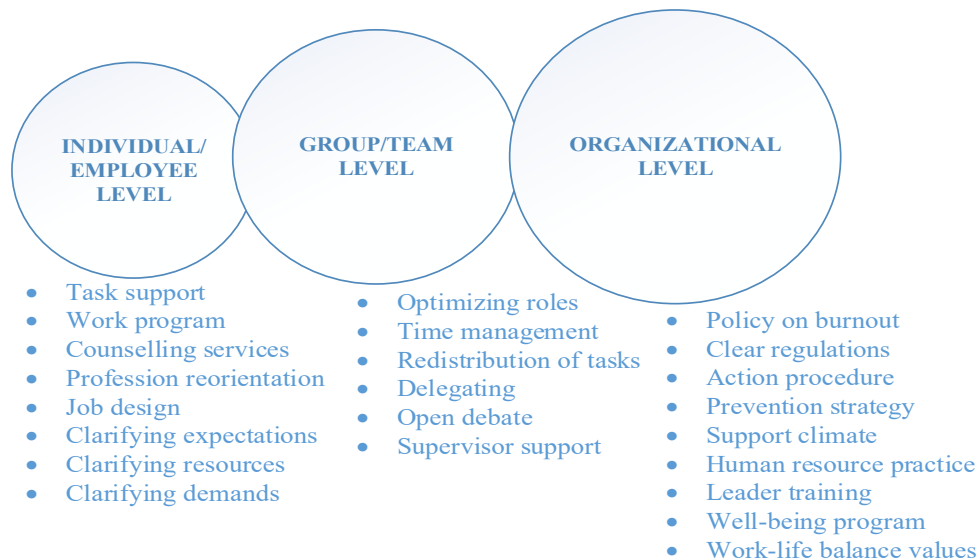 INDIVIDUAL/
EMPLOYEE
LEVEL
GROUP/TEAM
LEVEL
ORGANIZATIONAL
LEVEL
• Task support
• Work program
• Counselling services
• Profession reorientation
• Job design
• Clarifying expectations
• Clarifying resources
• Clarifying demands
• Optimizing roles
• Time management
• Redistribution of tasks
• Delegating
• Open debate
• Supervisor support
• Policy on burnout
• Clear regulations
• Action procedure
• Prevention strategy
• Support climate
• Human resource practice
• Leader training
• Well-being program
• Work-life balance values